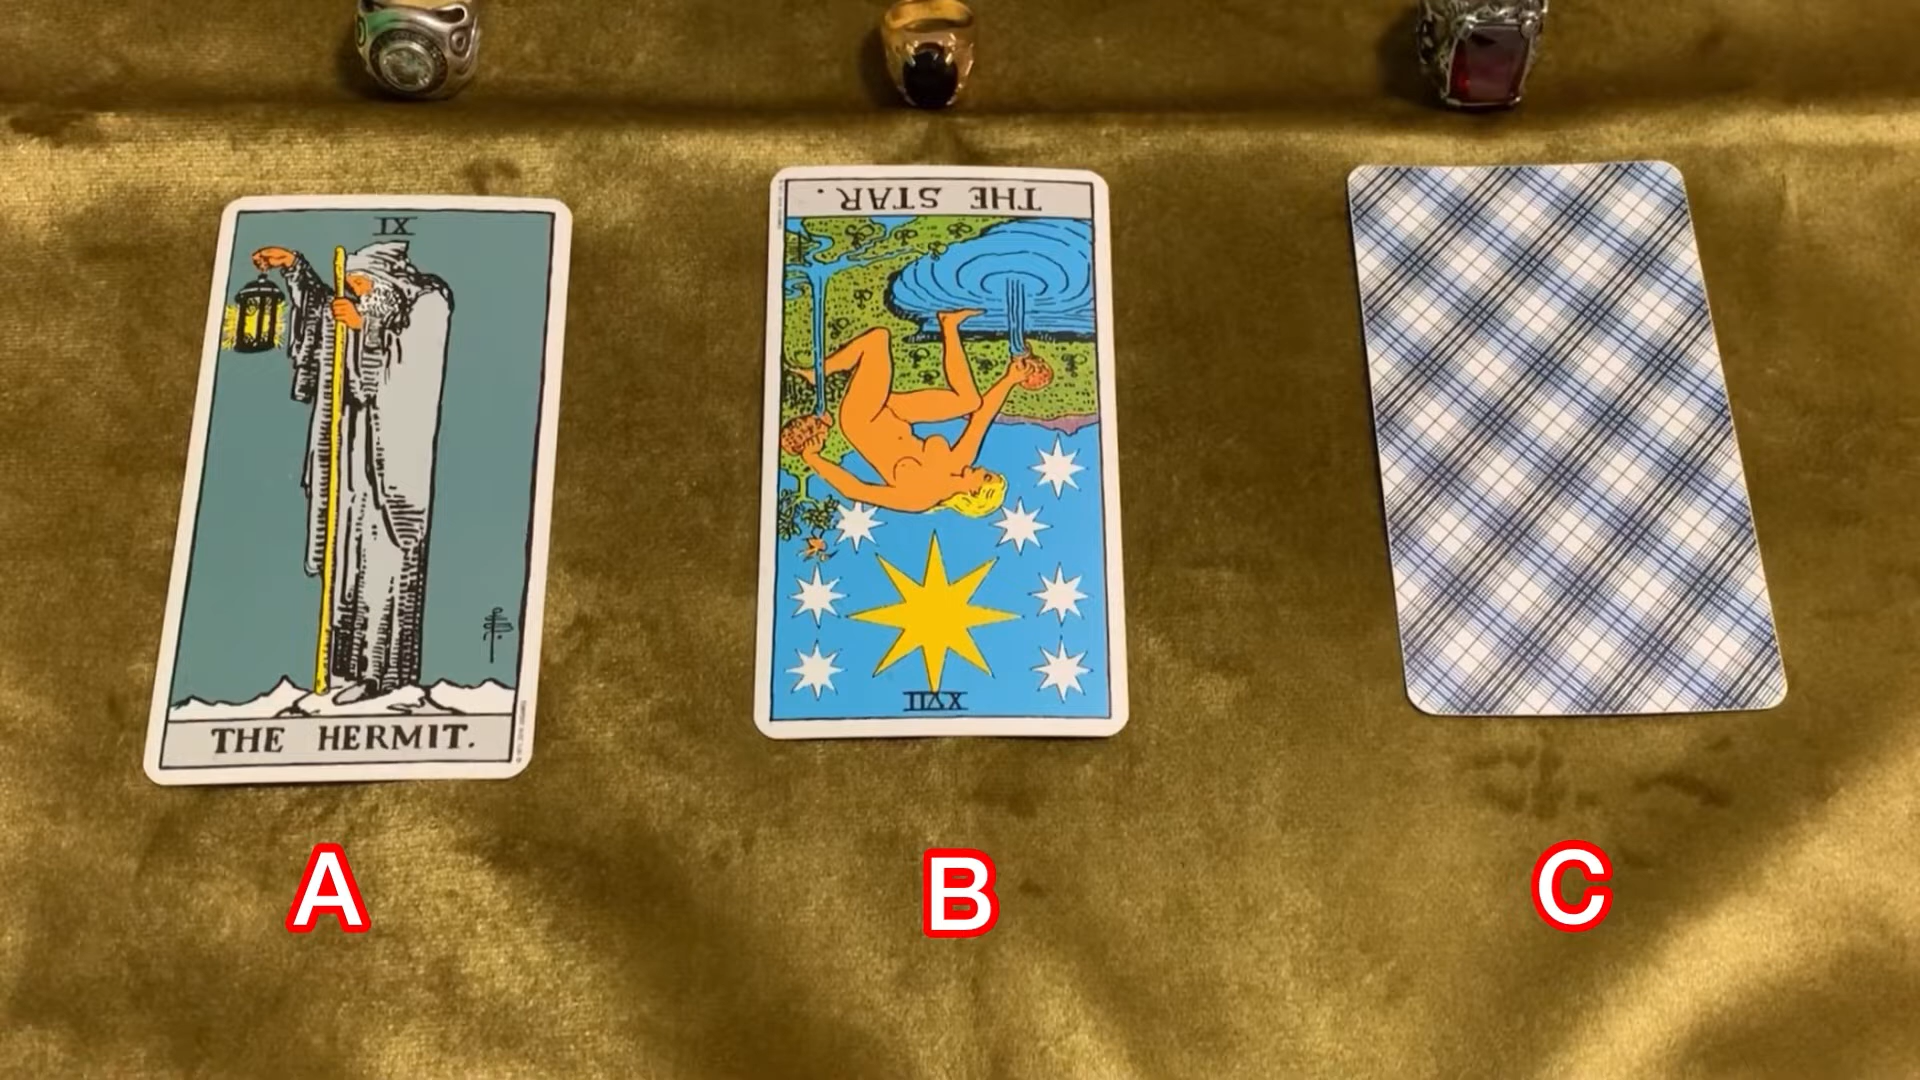 IX
THE HERMIT.
THE STAR.
XVII
A
B
C